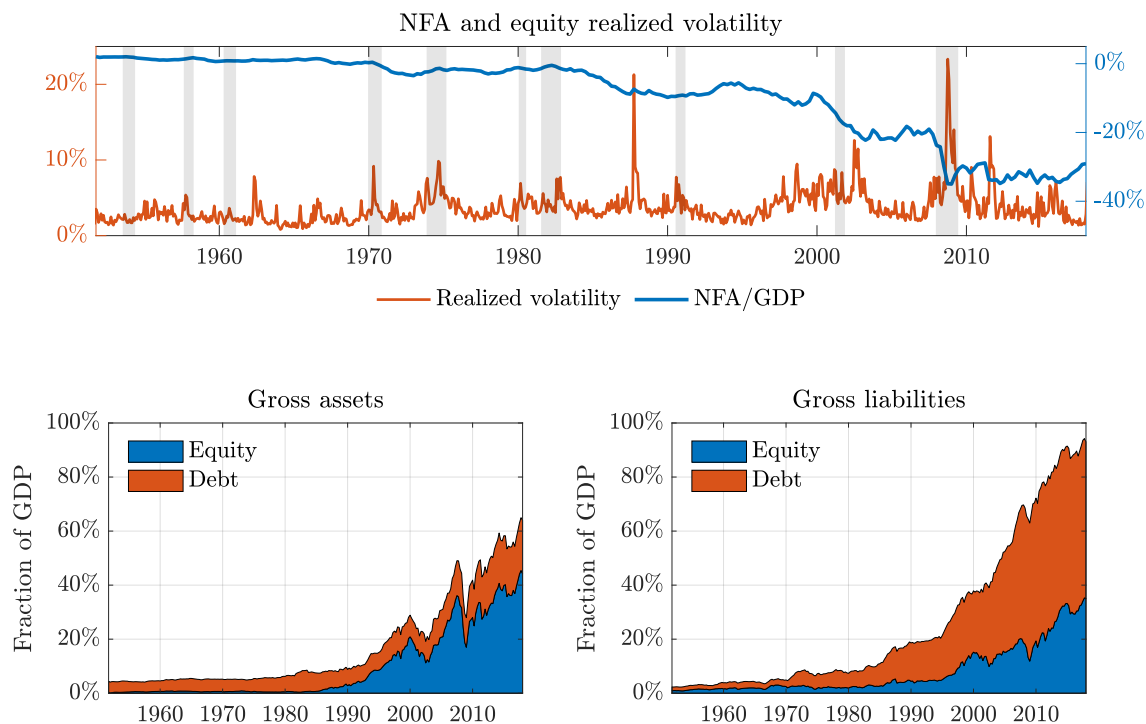 NFA and equity realized volatility
20%
10%
0%
0%
-20%
-40%
1960 1970 1980 1990 2000 2010
Realized volatility NFA/GDP
Gross assets
Fraction of GDP
100%
80%
60%
40%
20%
0%
Equity
Debt
1960 1970 1980 1990 2000 2010
Gross liabilities
Fraction of GDP
100%
80%
60%
40%
20%
0%
Equity
Debt
1960 1970 1980 1990 2000 2010